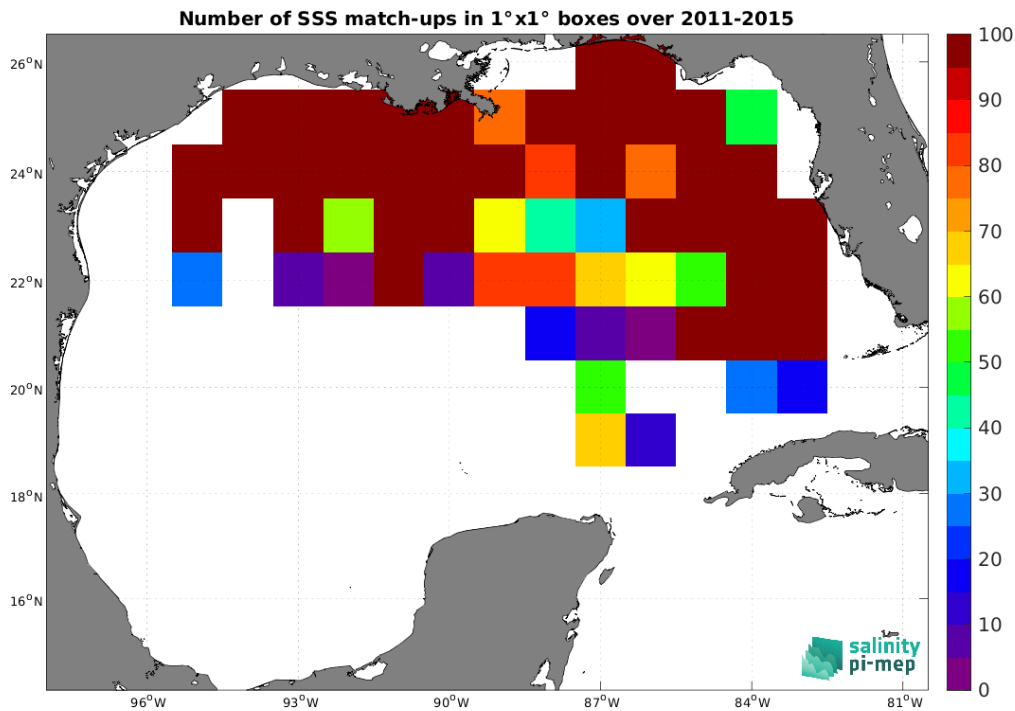 Number of SSS match-ups in 1°x1° boxes over 2011-2015
26°N
24°N
22°N
20°N
18°N
16°N
96°W
93°W
90°W
87°W
84°W
81°W
100
90
80
70
60
50
40
30
20
10
0
salinity
pi-mep